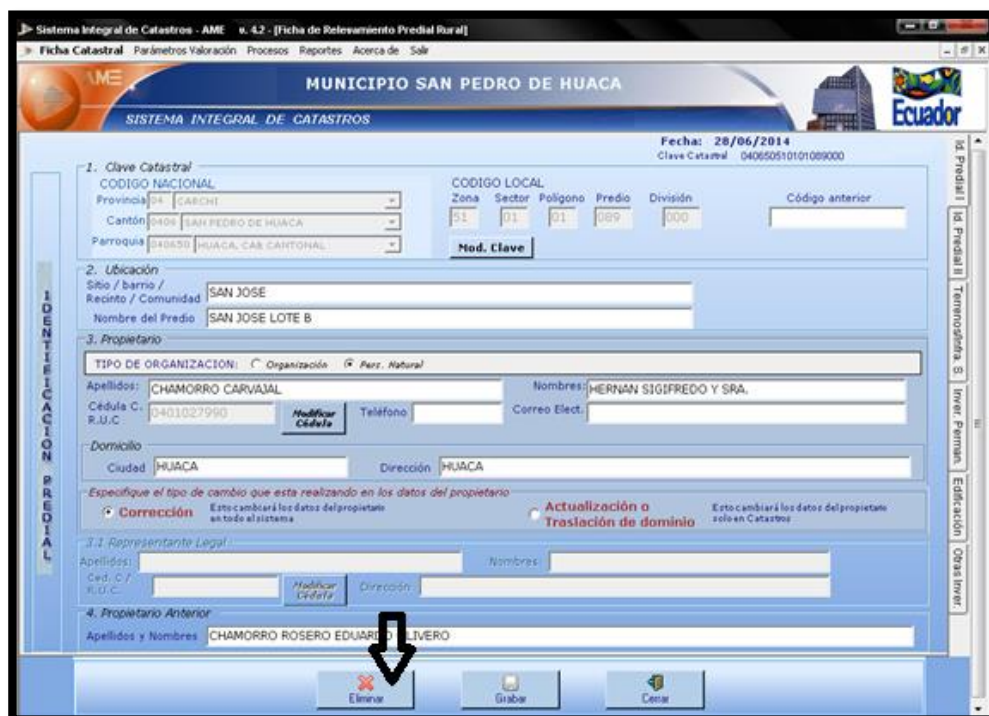 Sistema Integral de Catastros - AME v. 4.2 - [Ficha de Relevamiento Predial Rural]
Ficha Catastral Parámetros Valoración Procesos Reportes Acerca de Salir
AME
MUNICIPIO SAN PEDRO DE HUACA
SISTEMA INTEGRAL DE CATASTROS
Ecuador
Fecha: 28/06/2014
Clave Catastral 040650510101089000
1. Clave Catastral
CODIGO NACIONAL
CODIGO LOCAL
Provincia 04 CARCHI
Zona Sector Polígono Predio División Código anterior
Cantón 0406 SAN PEDRO DE HUACA
51 01 01 089 000
Parroquia 040650 HUACA, CAB CANTONAL
Mod. Clave
2. Ubicación
Sitio / barrio /
Recinto / Comunidad SAN JOSE
Nombre del Predio SAN JOSE LOTE B
3. Propietario
TIPO DE ORGANIZACION: Organización Pers. Natural
Apellidos: CHAMORRO CARVAJAL Nombres: HERNAN SIGIFREDO Y SRA.
Cédula C. R.U.C 0401027990 Modificar Cédula Teléfono Correo Elect.
Domicilio
Ciudad HUACA Dirección HUACA
Especifique el tipo de cambio que esta realizando en los datos del propietario
Corrección Esto cambiará los datos del propietario en todo el sistema
Actualización o Traslación de dominio Esto cambiará los datos del propietario solo en Catastros
3.1 Representante Legal
Apellidos: Nombres
Ced. C / R.U.C. Modificar Cédula Dirección
4. Propietario Anterior
Apellidos y Nombres CHAMORRO ROSERO EDUARDO LIVERO
Eliminar Grabar Cerrar
IDENTIFICACION PREDIAL
Id. Predial I
Id. Predial II
Terrenos/Infra. S.
Inver. Perman.
Edificación
Otras Inver.